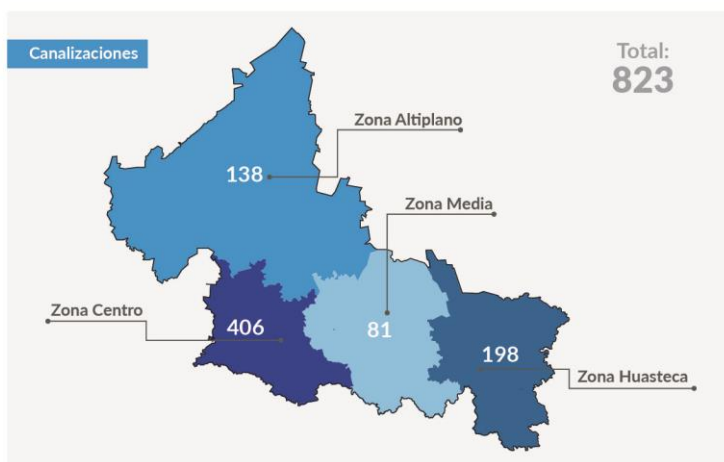 Canalizaciones
Total:
823
Zona Altiplano
138
Zona Media
Zona Centro
406
81
198
Zona Huasteca